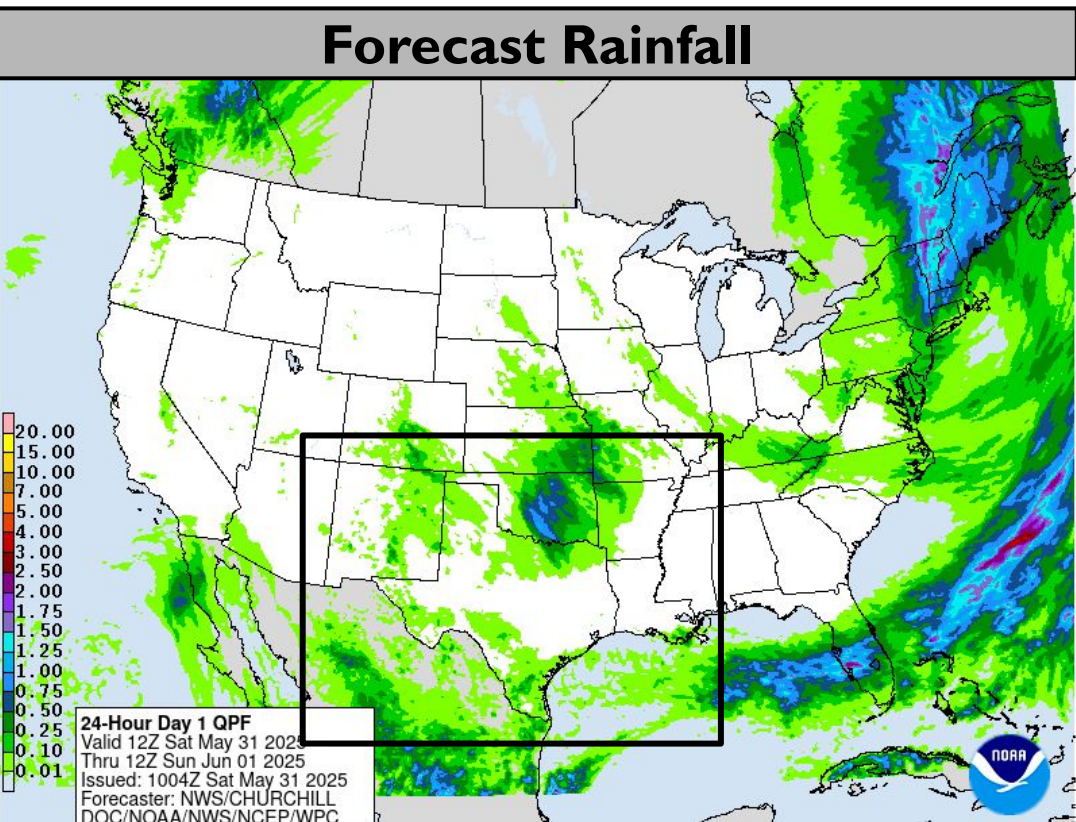 Forecast Rainfall
20.00
15.00
10.00
7.00
5.00
4.00
3.00
2.50
2.00
1.75
1.50
1.25
1.00
0.75
0.50
0.25
0.10
0.01
24-Hour Day 1 QPF
Valid 12Z Sat May 31 2025
Thru 12Z Sun Jun 01 2025
Issued: 1004Z Sat May 31 2025
Forecaster: NWS/CHURCHILL
DOC/NOAA/NWS/NCEP/WPC
NOAA